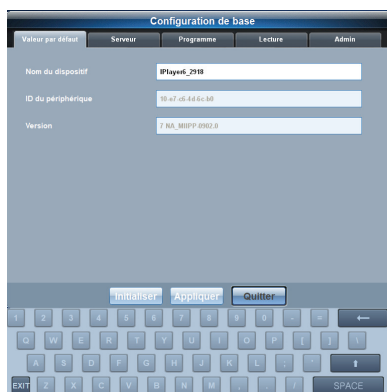 Configuration de base
Valeur par défaut Serveur Programme Lecture Admin
Nom du dispositif IPlayer6_2918
ID du périphérique 10-e7-c6-4d-6c-b0
Version 7 NA_MBPP-0902.0
Initialiser Appliquer Quitter
1 2 3 4 5 6 7 8 9 0 - = ←
Q W E R T Y U I O P [ ] \
A S D F G H J K L ; ' ↑
EXIT Z X C V B N M , . / SPACE